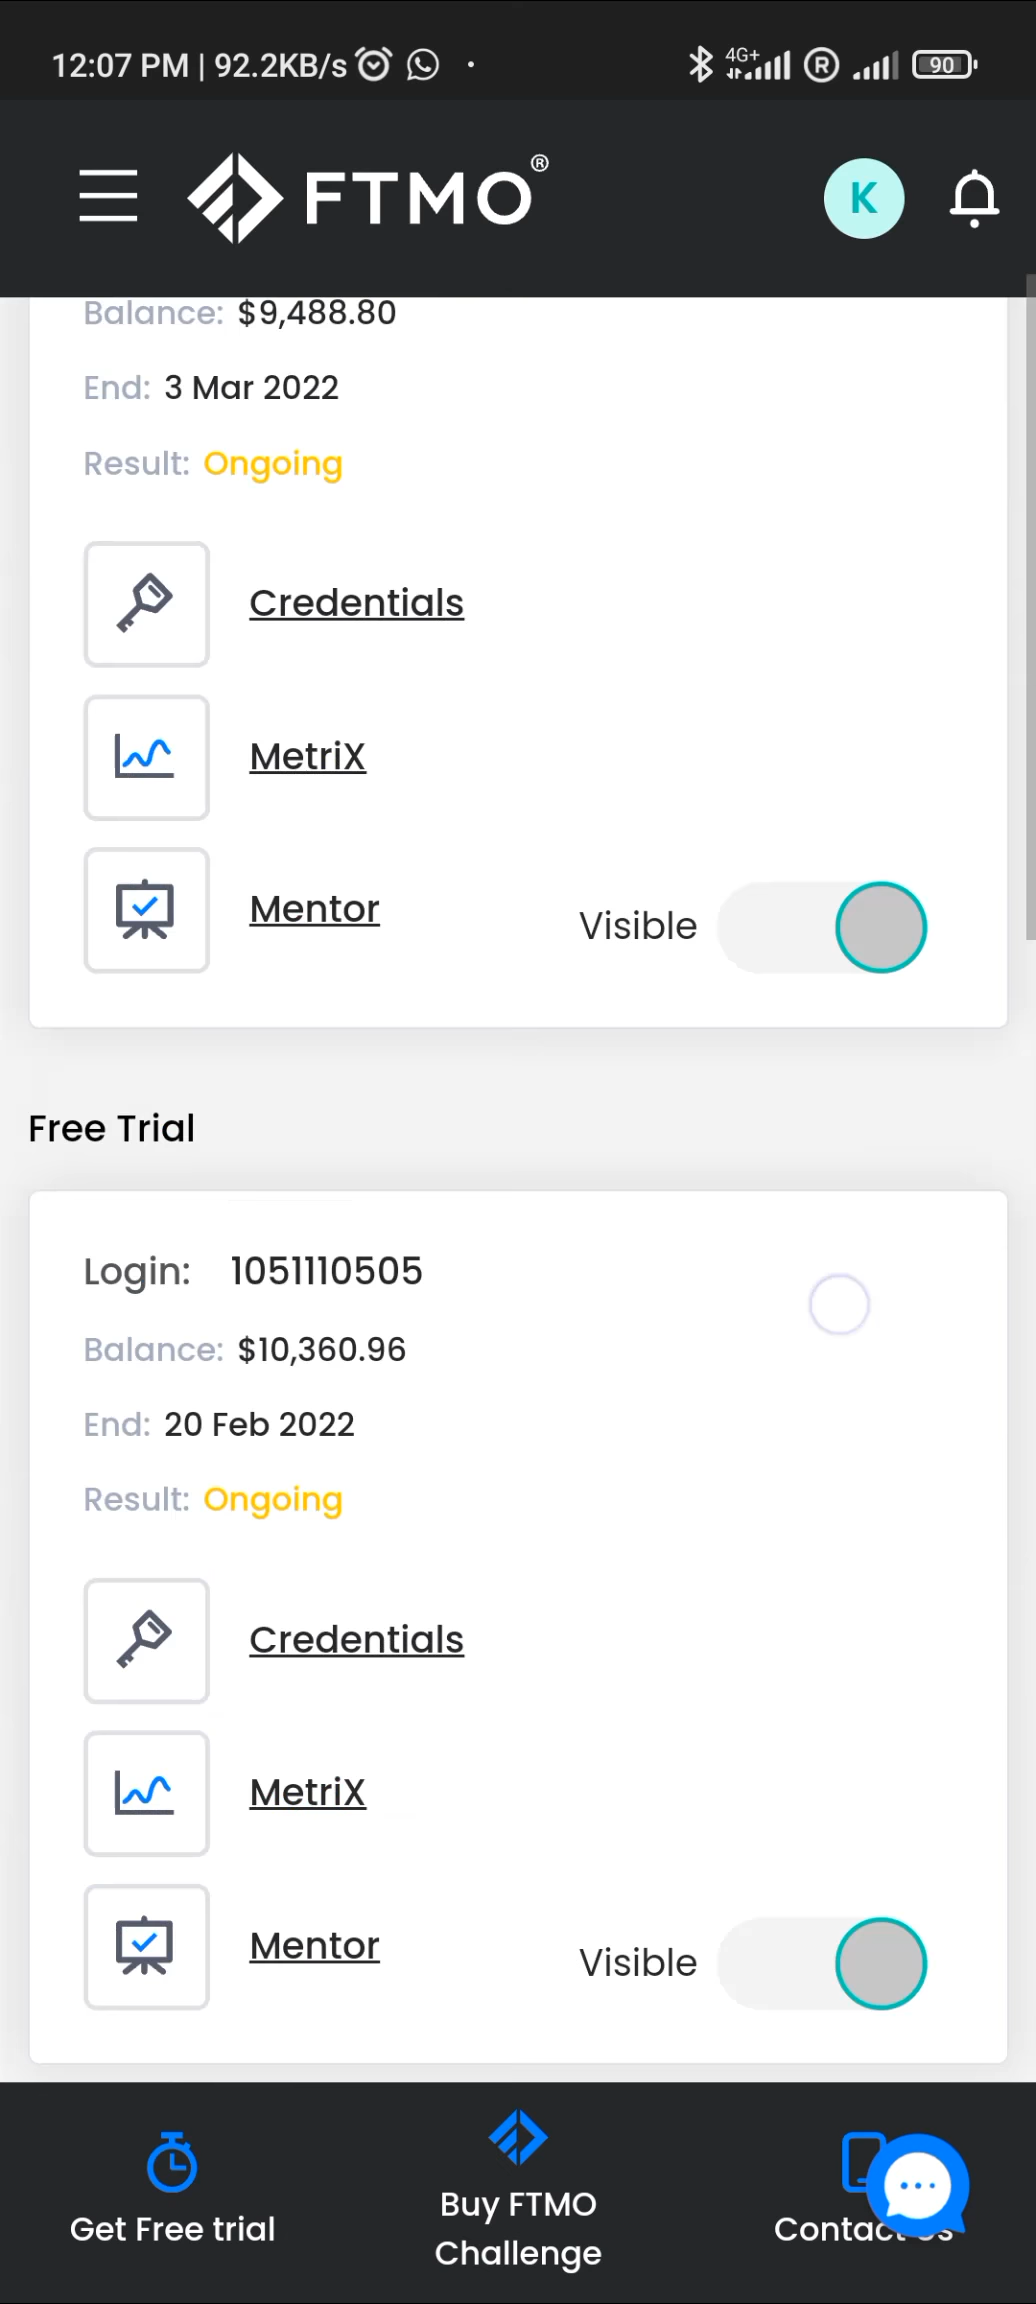 12:07 PM | 92.2KB/s 4G+ R 90
FTMO® K
Balance: $9,488.80
End: 3 Mar 2022
Result: Ongoing
Credentials
MetriX
Mentor Visible
Free Trial
Login: 1051110505
Balance: $10,360.96
End: 20 Feb 2022
Result: Ongoing
Credentials
MetriX
Mentor Visible
Get Free trial
Buy FTMO
Challenge
Contact Us